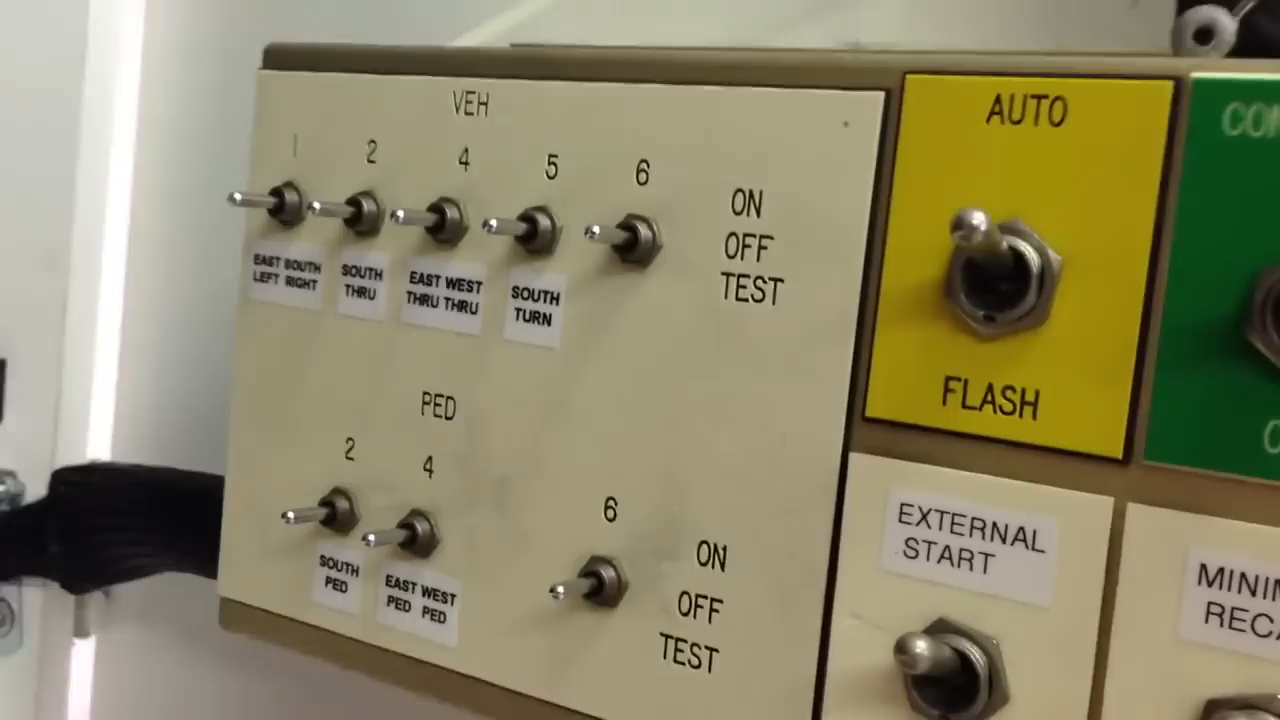 VEH
1 2 4 5 6
ON
OFF
TEST
EAST SOUTH
LEFT RIGHT
SOUTH
THRU
EAST WEST
THRU THRU
SOUTH
TURN
PED
2 4 6
ON
OFF
TEST
SOUTH
PED
EAST WEST
PED PED
AUTO
FLASH
EXTERNAL
START